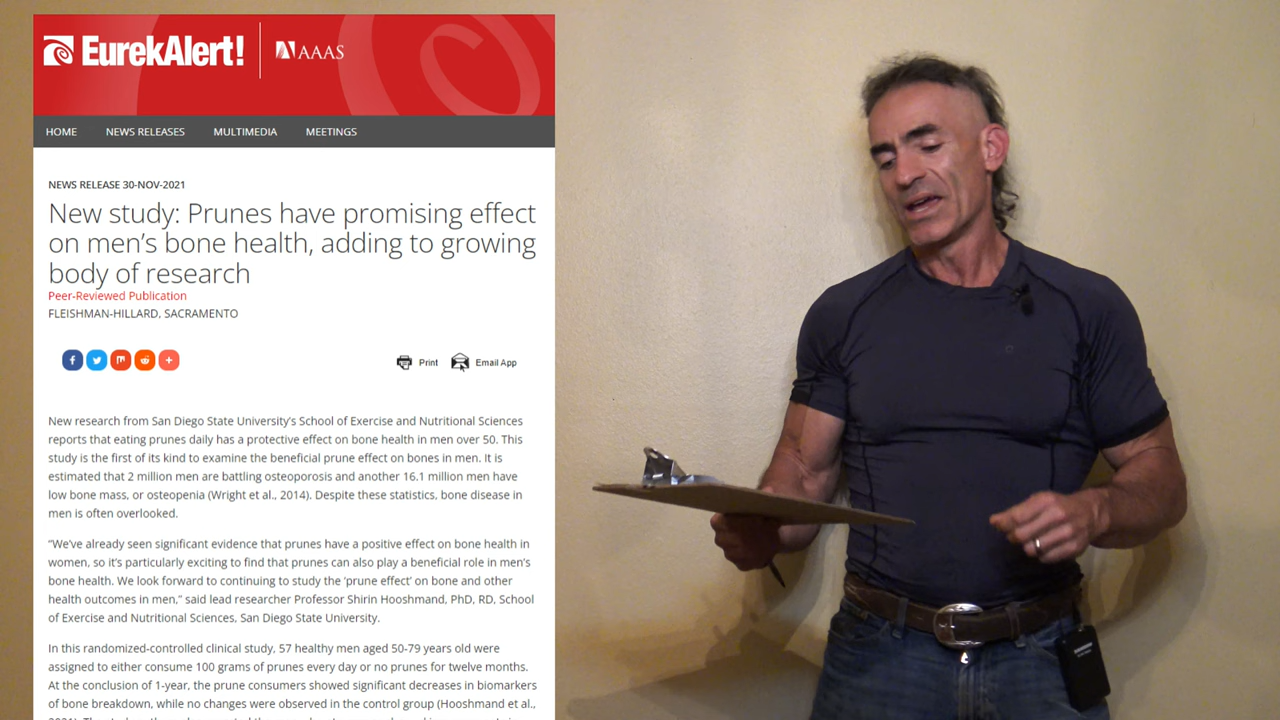 EurekAlert! AAAS
HOME NEWS RELEASES MULTIMEDIA MEETINGS
NEWS RELEASE 30-NOV-2021
New study: Prunes have promising effect
on men's bone health, adding to growing
body of research
Peer-Reviewed Publication
FLEISHMAN-HILLARD, SACRAMENTO
Print Email App
New research from San Diego State University's School of Exercise and Nutritional Sciences
reports that eating prunes daily has a protective effect on bone health in men over 50. This
study is the first of its kind to examine the beneficial prune effect on bones in men. It is
estimated that 2 million men are battling osteoporosis and another 16.1 million men have
low bone mass, or osteopenia (Wright et al., 2014). Despite these statistics, bone disease in
men is often overlooked.
“We've already seen significant evidence that prunes have a positive effect on bone health in
women, so it's particularly exciting to find that prunes can also play a beneficial role in men's
bone health. We look forward to continuing to study the ‘prune effect’ on bone and other
health outcomes in men,” said lead researcher Professor Shirin Hooshmand, PhD, RD, School
of Exercise and Nutritional Sciences, San Diego State University.
In this randomized-controlled clinical study, 57 healthy men aged 50-79 years old were
assigned to either consume 100 grams of prunes every day or no prunes for twelve months.
At the conclusion of 1-year, the prune consumers showed significant decreases in biomarkers
of bone breakdown, while no changes were observed in the control group (Hooshmand et al.,